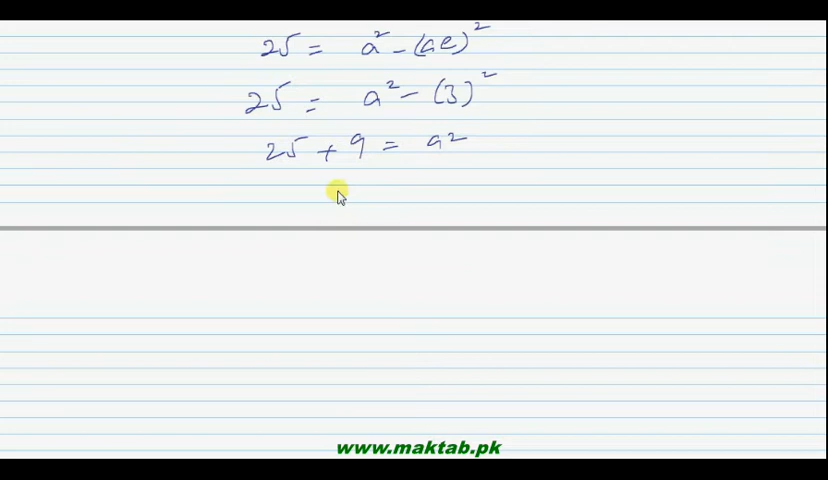 25 = a² - (ae)²
25 = a² - (3)²
25 + 9 = a²
www.maktab.pk